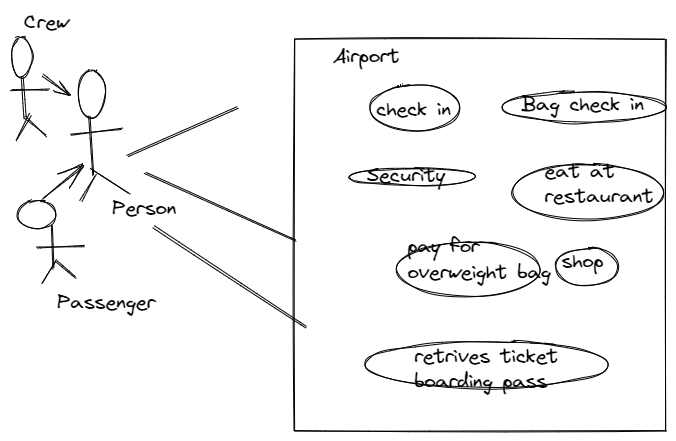 Crew
Airport
check in
Bag check in
Security
eat at
restaurant
Person
pay for
overweight bag
shop
Passenger
retrives ticket
boarding pass